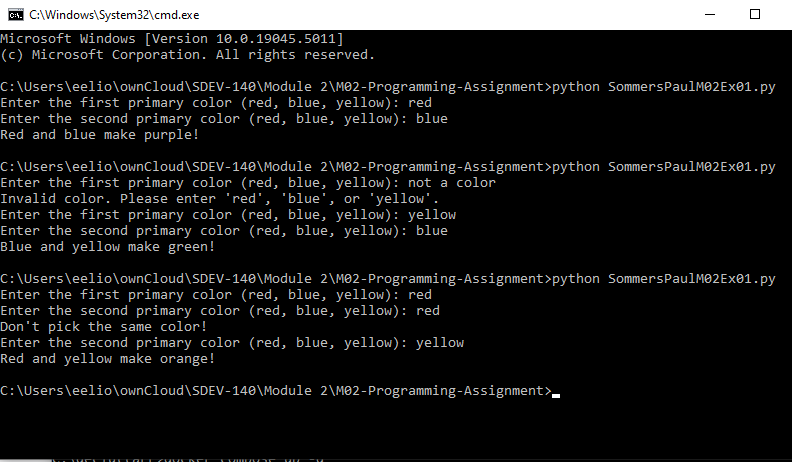 C:\Windows\System32\cmd.exe
Microsoft Windows [Version 10.0.19045.5011]
(c) Microsoft Corporation. All rights reserved.
C:\Users\eelio\ownCloud\SDEV-140\Module 2\M02-Programming-Assignment>python SommersPaulM02Ex01.py
Enter the first primary color (red, blue, yellow): red
Enter the second primary color (red, blue, yellow): blue
Red and blue make purple!
C:\Users\eelio\ownCloud\SDEV-140\Module 2\M02-Programming-Assignment>python SommersPaulM02Ex01.py
Enter the first primary color (red, blue, yellow): not a color
Invalid color. Please enter 'red', 'blue', or 'yellow'.
Enter the first primary color (red, blue, yellow): yellow
Enter the second primary color (red, blue, yellow): blue
Blue and yellow make green!
C:\Users\eelio\ownCloud\SDEV-140\Module 2\M02-Programming-Assignment>python SommersPaulM02Ex01.py
Enter the first primary color (red, blue, yellow): red
Enter the second primary color (red, blue, yellow): red
Don't pick the same color!
Enter the second primary color (red, blue, yellow): yellow
Red and yellow make orange!
C:\Users\eelio\ownCloud\SDEV-140\Module 2\M02-Programming-Assignment>